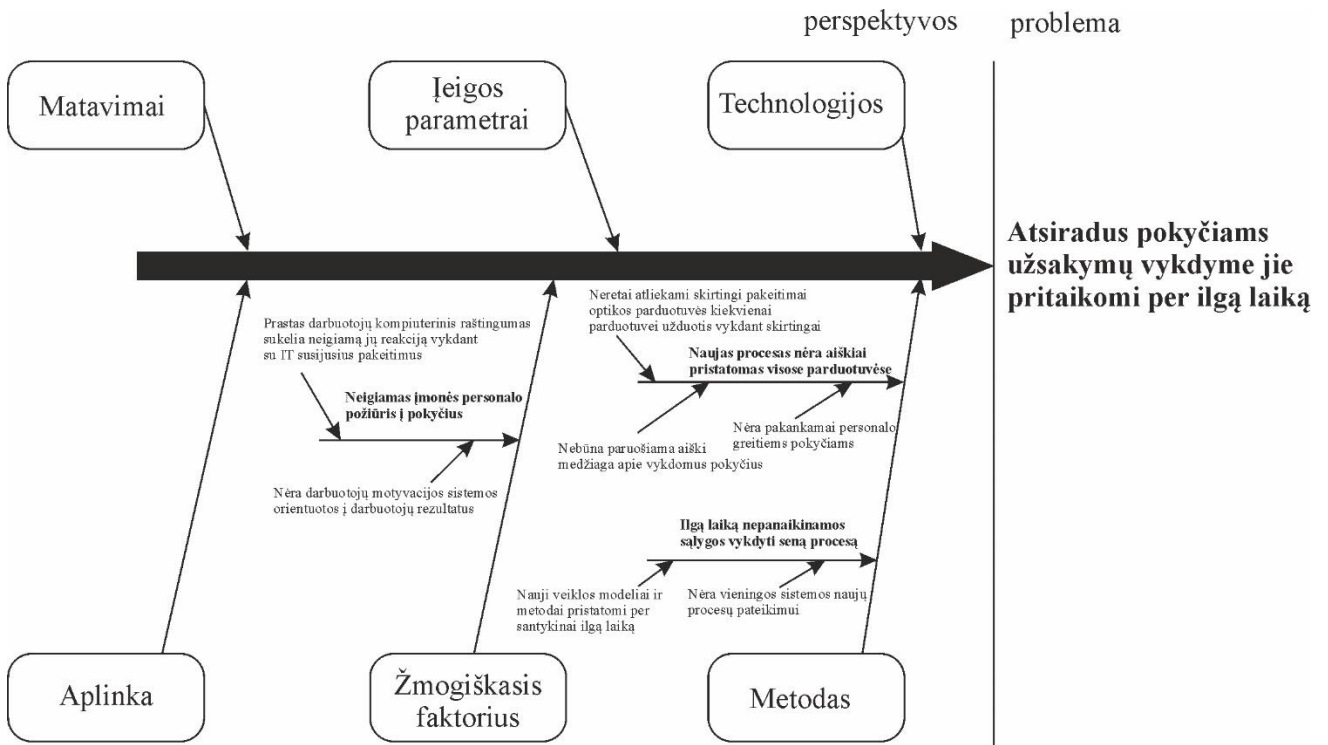 perspektyvos
problema
Matavimai
Įeigos
parametrai
Technologijos
Atsiradus pokyčiams
užsakymų vykdyme jie
pritaikomi per ilgą laiką
Prastas darbuotojų kompiuterinis raštingumas
sukelia neigiamą jų reakciją vykdant
su IT susijusius pakeitimus
Neigiamas įmonės personalo
požiūris į pokyčius
Nėra darbuotojų motyvacijos sistemos
orientuotos į darbuotojų rezultatus
Neretai atliekami skirtingi pakeitimai
optikos parduotuvės kiekvienai
parduotuvei užduotis vykdant skirtingai
Naujas procesas nėra aiškiai
pristatomas visose parduotuvėse
Nebūna paruošiama aiški
medžiaga apie vykdomus pokyčius
Nėra pakankamai personalo
greitiems pokyčiams
Ilgą laiką nepanaikinamos
sąlygos vykdyti seną procesą
Nauji veiklos modeliai ir
metodai pristatomi per
santykinai ilgą laiką
Nėra vieningos sistemos naujų
procesų pateikimui
Aplinka
Žmogiškasis
faktorius
Metodas